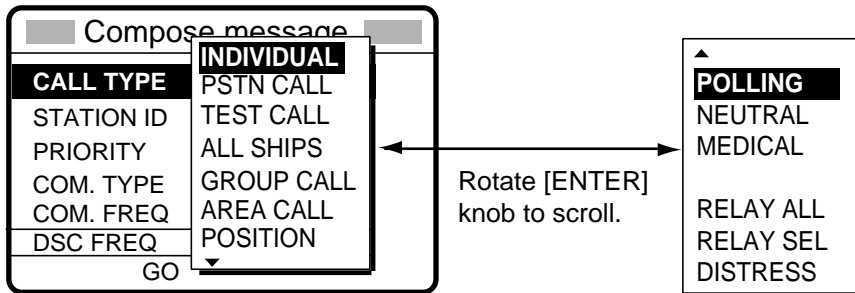 Compose message
CALL TYPE
STATION ID
PRIORITY
COM. TYPE
COM. FREQ
DSC FREQ
GO
INDIVIDUAL
PSTN CALL
TEST CALL
ALL SHIPS
GROUP CALL
AREA CALL
POSITION
Rotate [ENTER]
knob to scroll.
POLLING
NEUTRAL
MEDICAL
RELAY ALL
RELAY SEL
DISTRESS